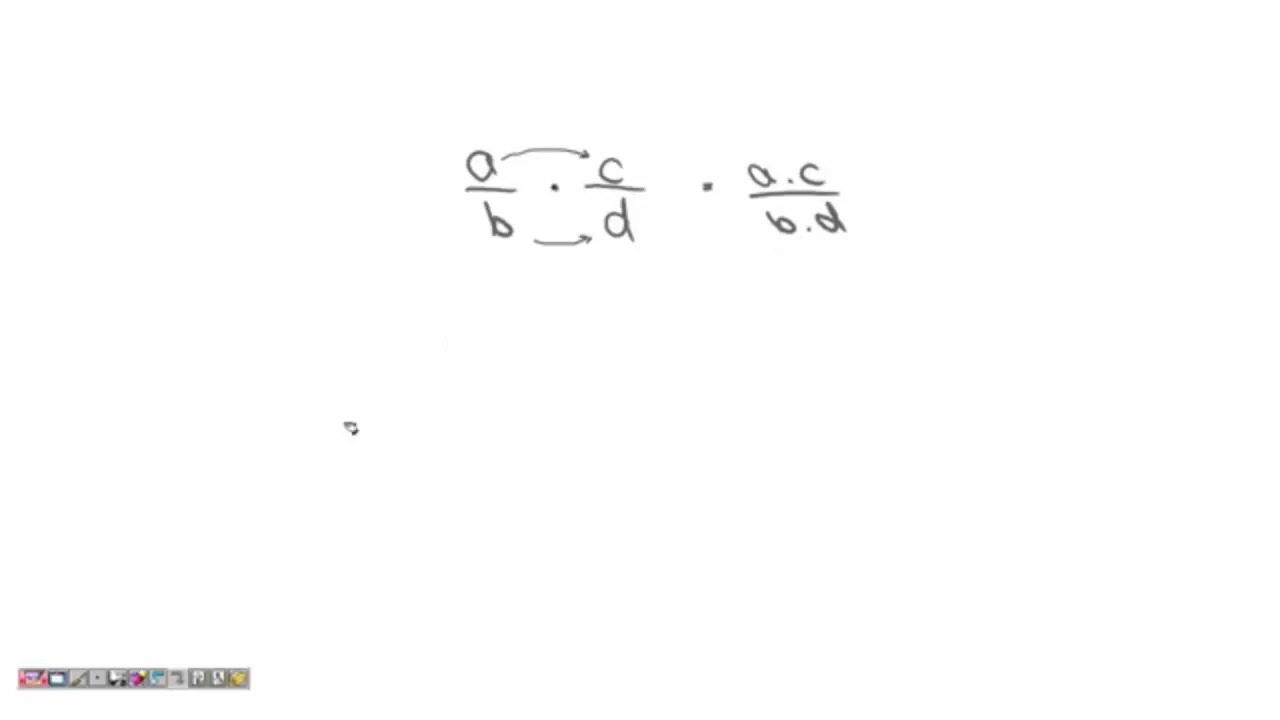 a/b · c/d = a.c/b.d